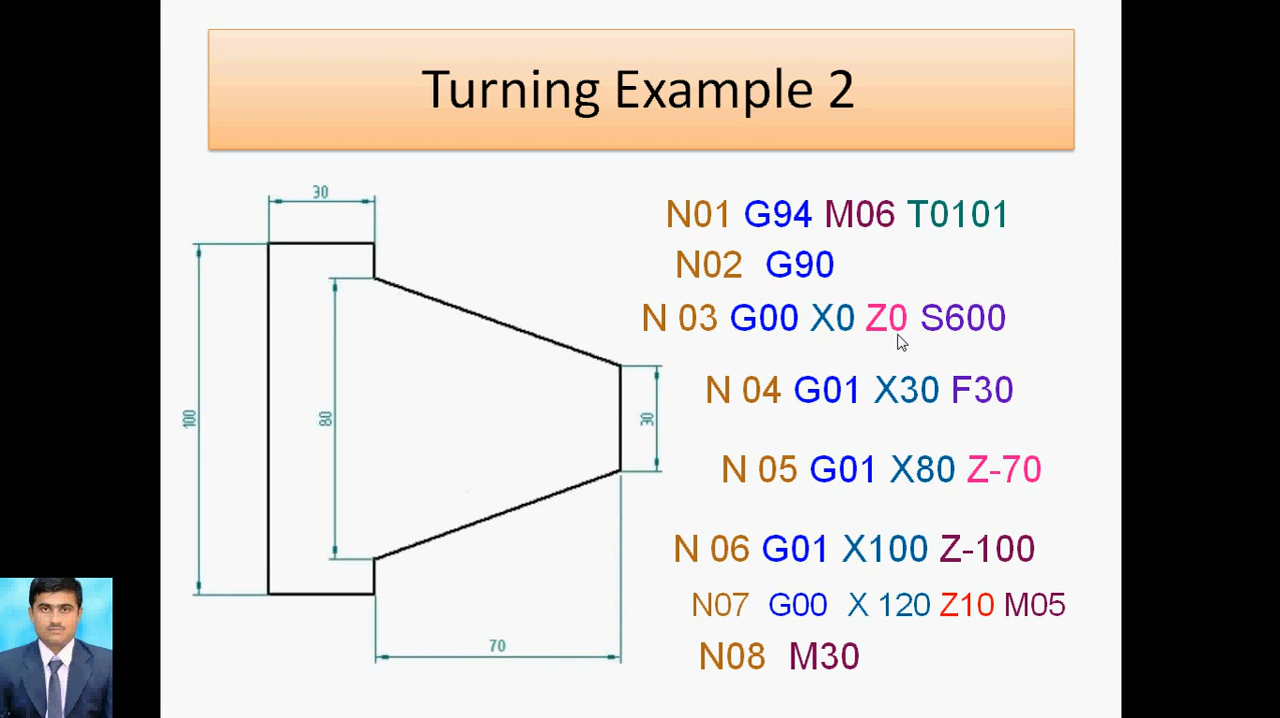 Turning Example 2
30
100
80
30
70
N01 G94 M06 T0101
N02 G90
N 03 G00 X0 Z0 S600
N 04 G01 X30 F30
N 05 G01 X80 Z-70
N 06 G01 X100 Z-100
N07 G00 X 120 Z10 M05
N08 M30